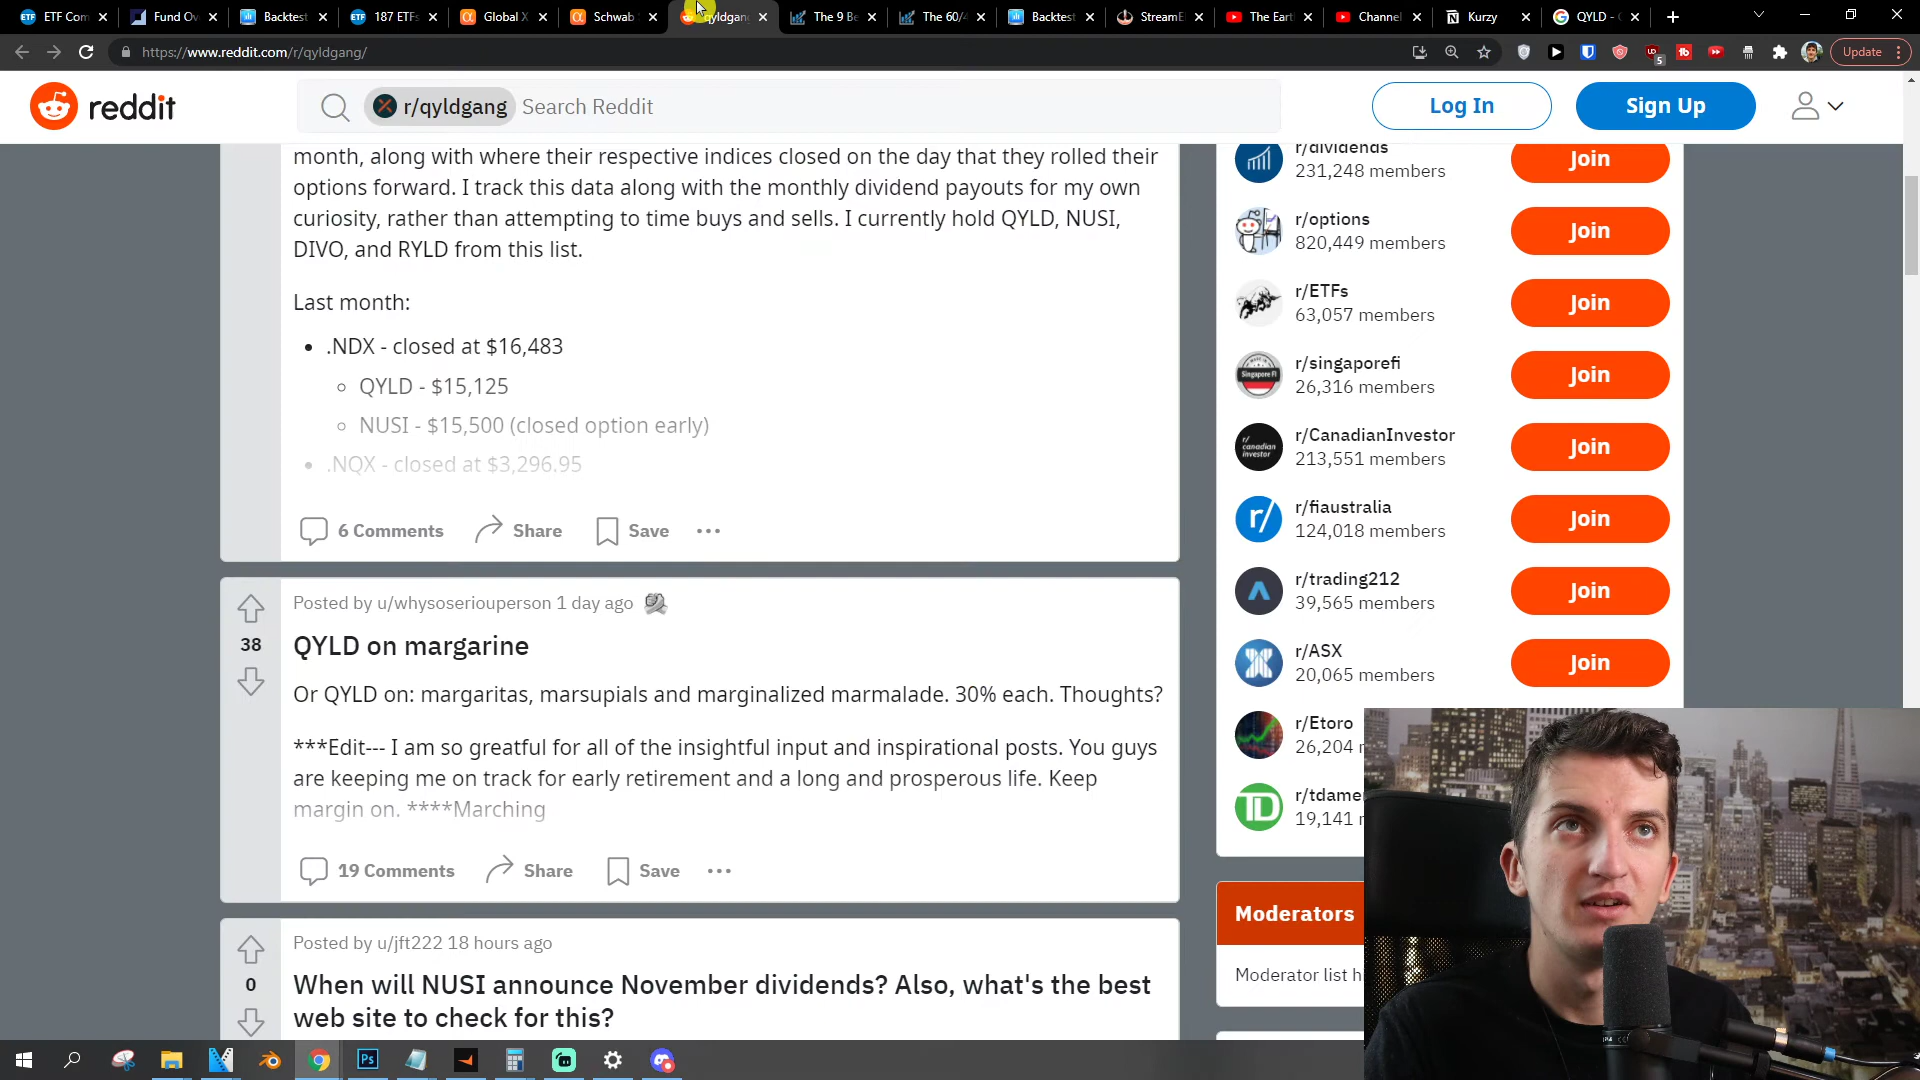 ETF Com
Fund Ov
Backtest
187 ETFs
Global X
Schwab
qyldgang
The 9 Be
The 60/4
Backtest
StreamE
The Eart
Channel
Kurzy
QYLD - 
https://www.reddit.com/r/qyldgang/
5
Update
reddit
r/qyldgang Search Reddit
Log In
Sign Up
month, along with where their respective indices closed on the day that they rolled their
options forward. I track this data along with the monthly dividend payouts for my own
curiosity, rather than attempting to time buys and sells. I currently hold QYLD, NUSI,
DIVO, and RYLD from this list.
Last month:
• .NDX - closed at $16,483
◦ QYLD - $15,125
◦ NUSI - $15,500 (closed option early)
• .NQX - closed at $3,296.95
6 Comments Share Save ...
Posted by u/whysoseriouperson 1 day ago
38
QYLD on margarine
Or QYLD on: margaritas, marsupials and marginalized marmalade. 30% each. Thoughts?
***Edit--- I am so greatful for all of the insightful input and inspirational posts. You guys
are keeping me on track for early retirement and a long and prosperous life. Keep
margin on. ****Marching
19 Comments Share Save ...
Posted by u/jft222 18 hours ago
0
When will NUSI announce November dividends? Also, what's the best
web site to check for this?
r/dividends
231,248 members
Join
r/options
820,449 members
Join
r/ETFs
63,057 members
Join
r/singaporefi
26,316 members
Join
r/CanadianInvestor
213,551 members
Join
r/fiaustralia
124,018 members
Join
r/trading212
39,565 members
Join
r/ASX
20,065 members
Join
r/Etoro
26,204 r
r/tdame
19,141 r
Moderators
Moderator list h
Ps